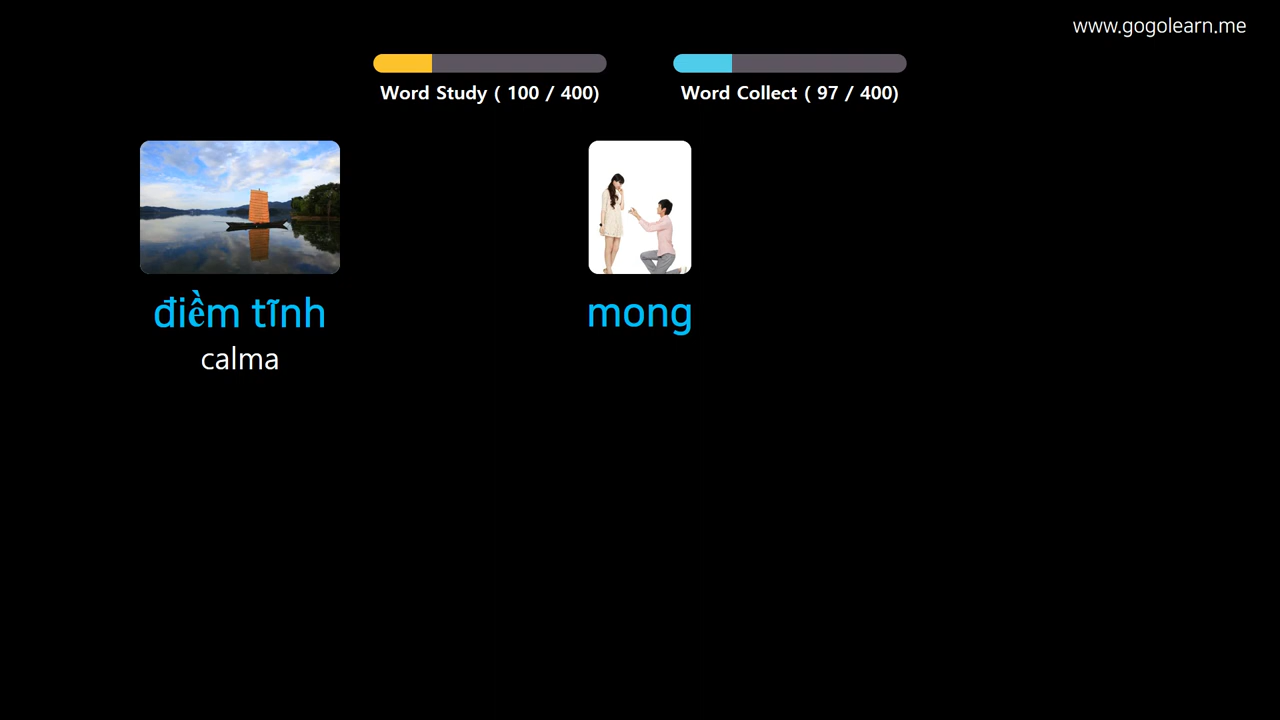 www.gogolearn.me
Word Study ( 100 / 400)
Word Collect ( 97 / 400)
điềm tĩnh
mong
calma